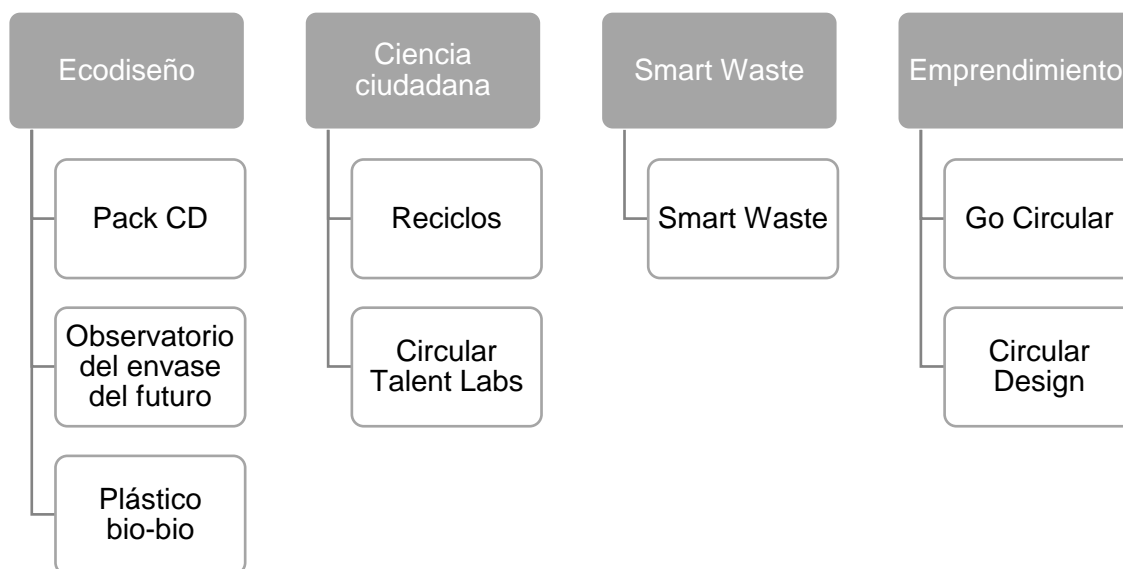 Ecodiseño
Pack CD
Observatorio
del envase
del futuro
Plástico
bio-bio
Ciencia
ciudadana
Reciclos
Circular
Talent Labs
Smart Waste
Smart Waste
Emprendimiento
Go Circular
Circular
Design